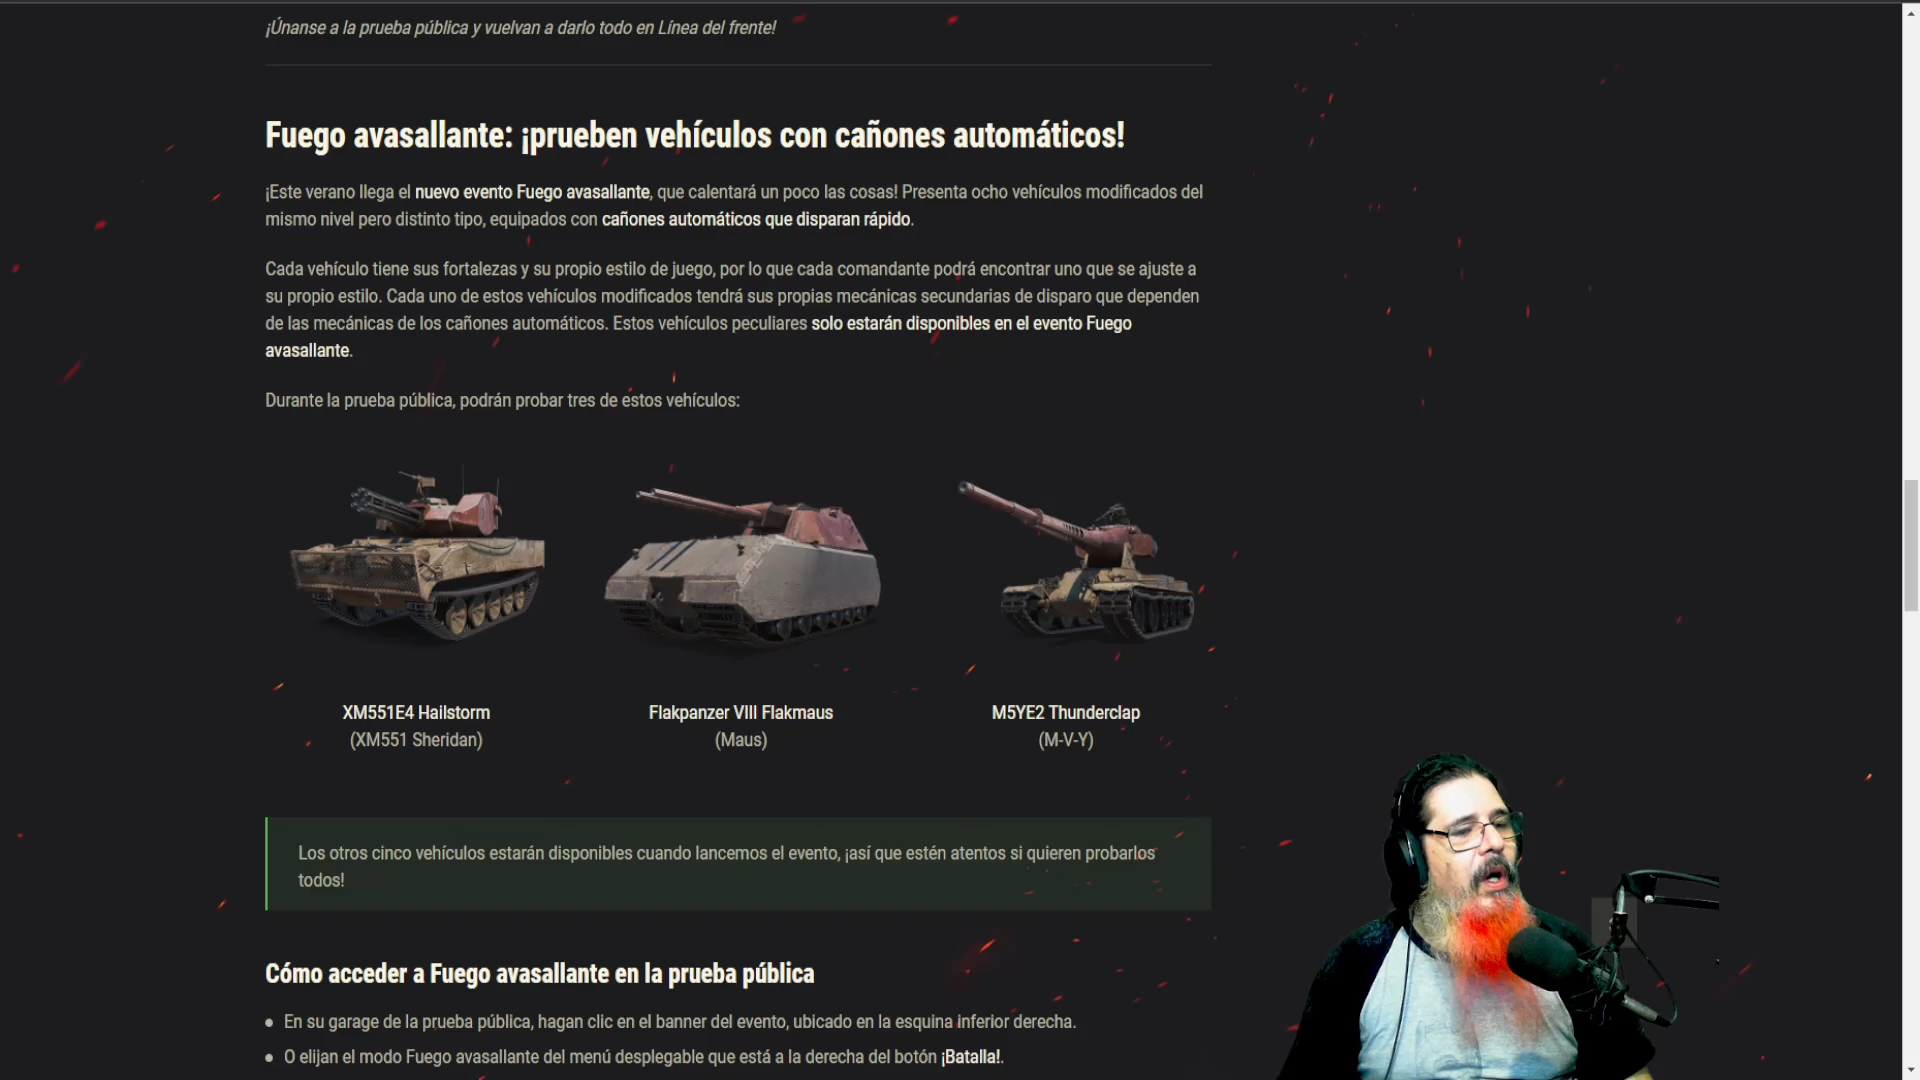 ¡Únanse a la prueba pública y vuelvan a darlo todo en Línea del frente!
Fuego avasallante: ¡prueben vehículos con cañones automáticos!
¡Este verano llega el nuevo evento Fuego avasallante, que calentará un poco las cosas! Presenta ocho vehículos modificados del
mismo nivel pero distinto tipo, equipados con cañones automáticos que disparan rápido.
Cada vehículo tiene sus fortalezas y su propio estilo de juego, por lo que cada comandante podrá encontrar uno que se ajuste a
su propio estilo. Cada uno de estos vehículos modificados tendrá sus propias mecánicas secundarias de disparo que dependen
de las mecánicas de los cañones automáticos. Estos vehículos peculiares solo estarán disponibles en el evento Fuego
avasallante.
Durante la prueba pública, podrán probar tres de estos vehículos:
XM551E4 Hailstorm
(XM551 Sheridan)
Flakpanzer VIII Flakmaus
(Maus)
M5YE2 Thunderclap
(M-V-Y)
Los otros cinco vehículos estarán disponibles cuando lancemos el evento, ¡así que estén atentos si quieren probarlos
todos!
Cómo acceder a Fuego avasallante en la prueba pública
• En su garage de la prueba pública, hagan clic en el banner del evento, ubicado en la esquina inferior derecha.
• O elijan el modo Fuego avasallante del menú desplegable que está a la derecha del botón ¡Batalla!.